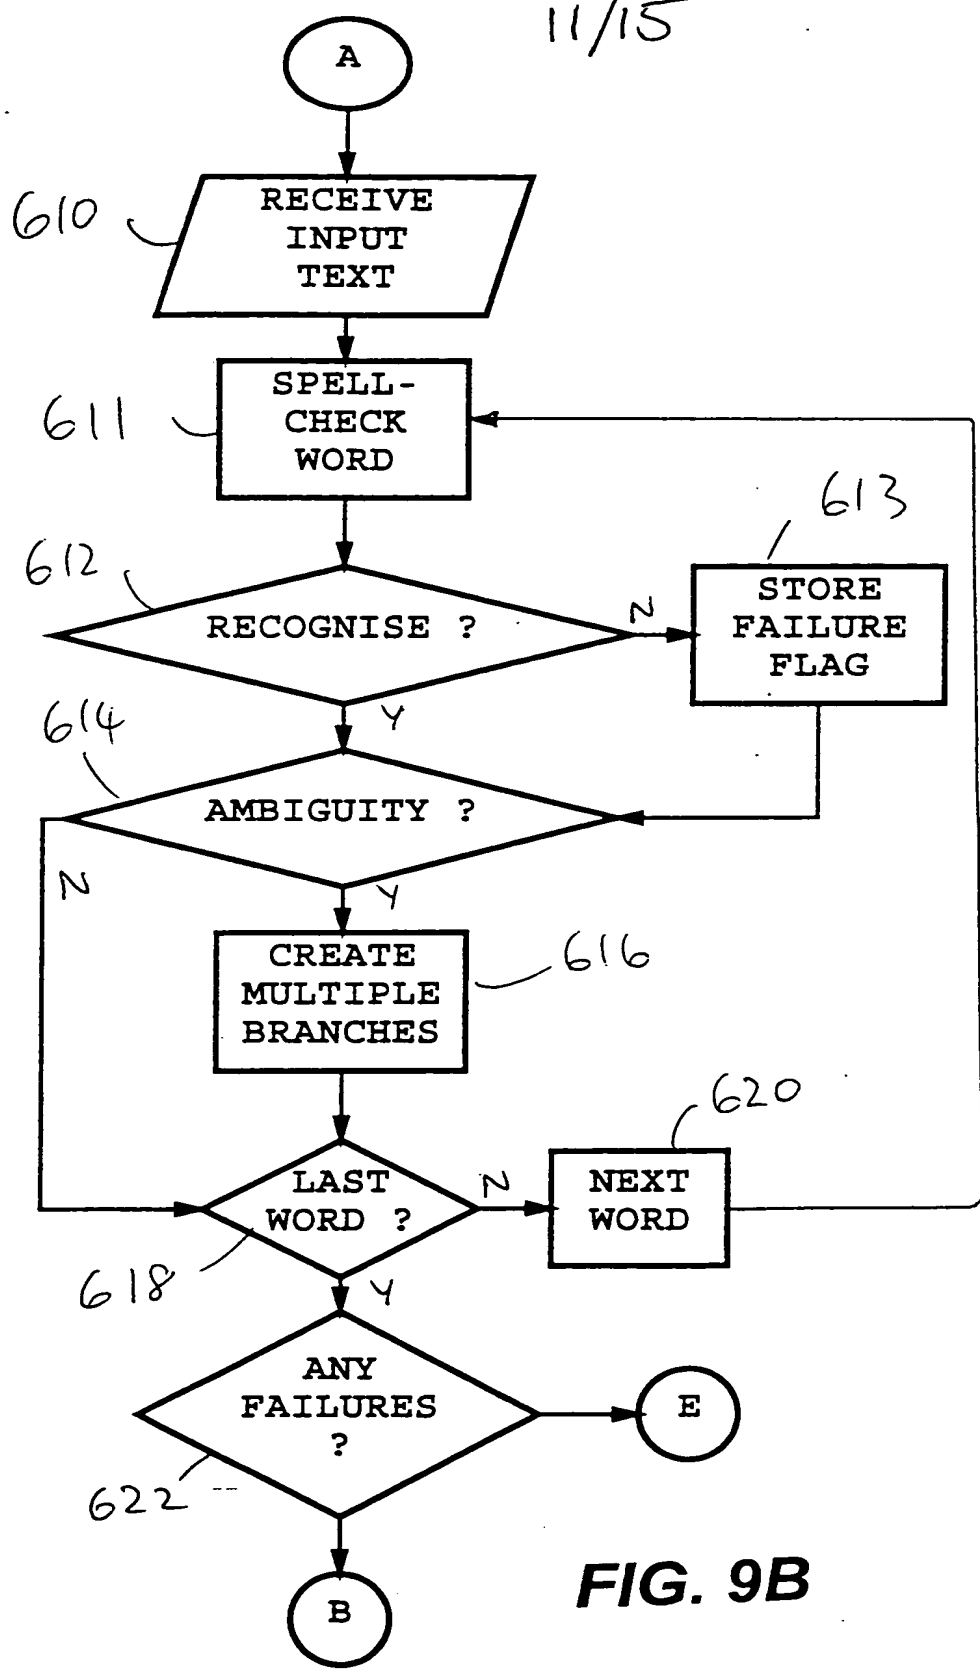 11/15
A
610
RECEIVE
INPUT
TEXT
611
SPELL-
CHECK
WORD
612
RECOGNISE ?
N
613
STORE
FAILURE
FLAG
Y
614
AMBIGUITY ?
N
Y
CREATE
MULTIPLE
BRANCHES
616
620
LAST
WORD ?
N
NEXT
WORD
618
Y
ANY
FAILURES
?
E
622
B
FIG. 9B